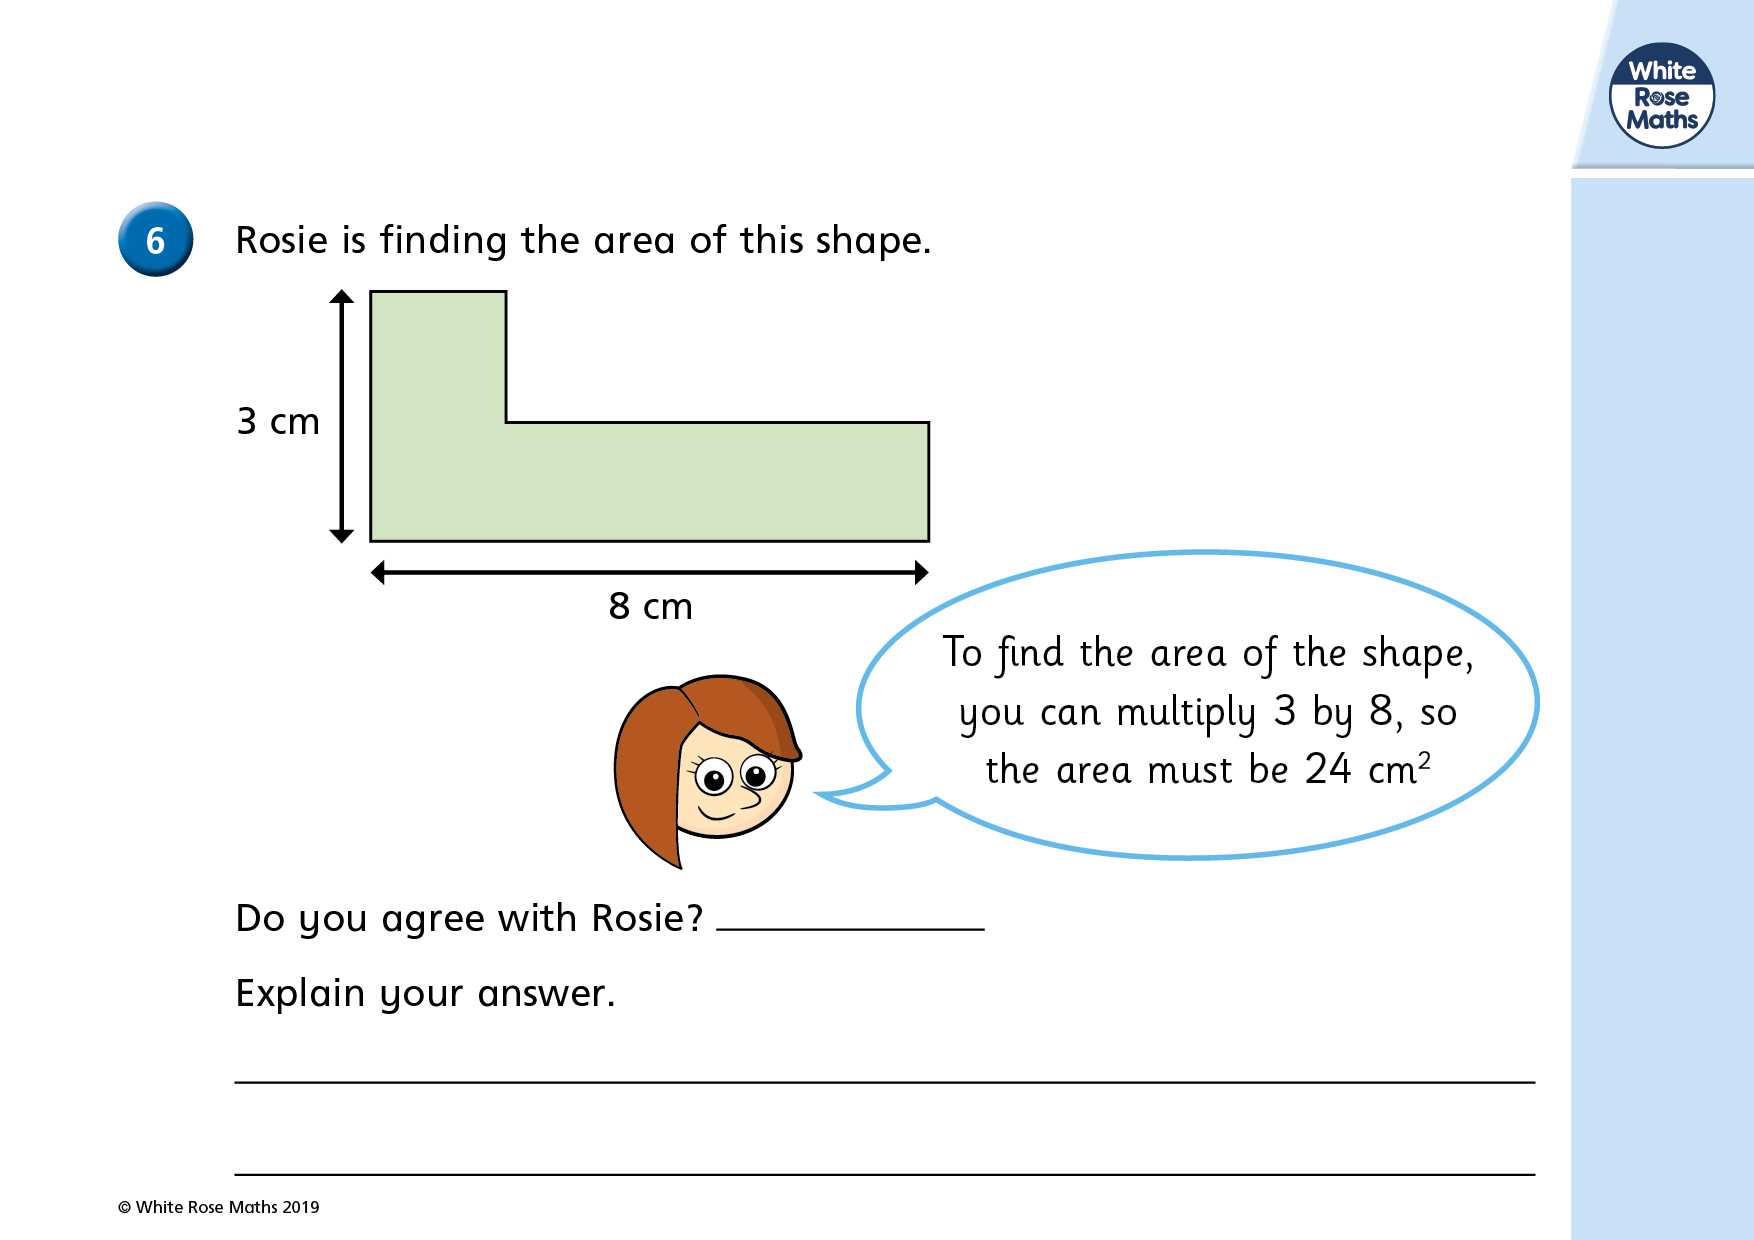 White
Rose
Maths
6 Rosie is finding the area of this shape.
3 cm
8 cm
To find the area of the shape,
you can multiply 3 by 8, so
the area must be 24 cm²
Do you agree with Rosie?
Explain your answer.
© White Rose Maths 2019